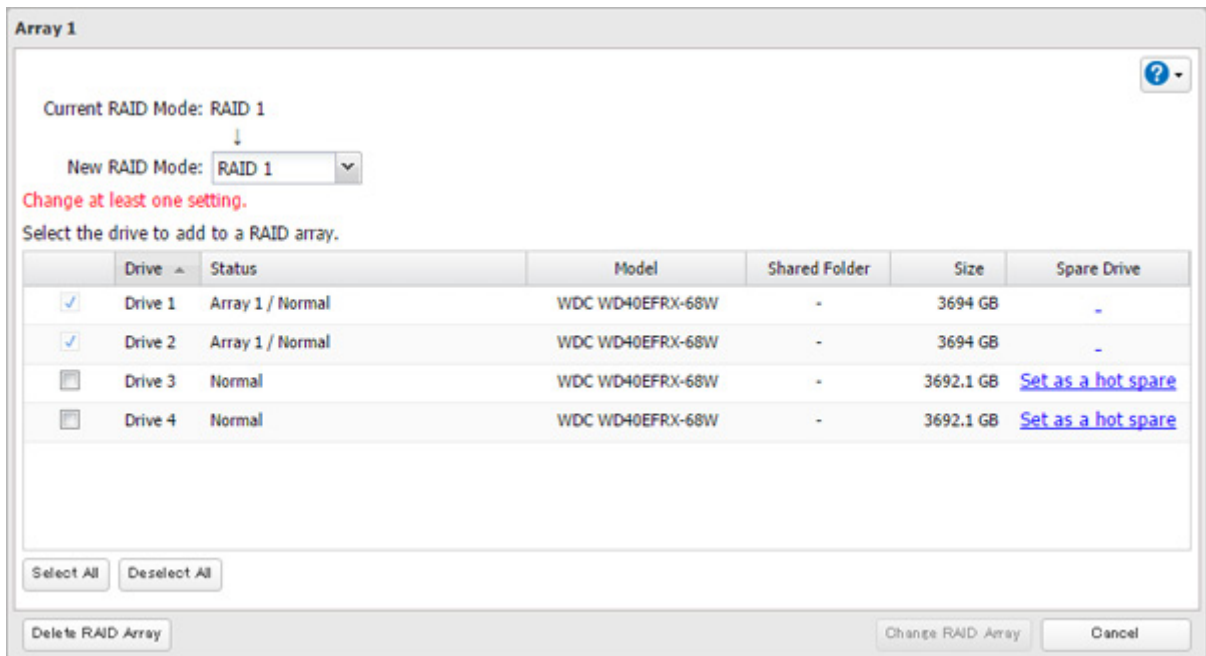 Array 1
Current RAID Mode: RAID 1
↓
New RAID Mode: RAID 1
Change at least one setting.
Select the drive to add to a RAID array.
Drive Status Model Shared Folder Size Spare Drive
Drive 1 Array 1 / Normal WDC WD40EFRX-68W - 3694 GB -
Drive 2 Array 1 / Normal WDC WD40EFRX-68W - 3694 GB -
Drive 3 Normal WDC WD40EFRX-68W - 3692.1 GB Set as a hot spare
Drive 4 Normal WDC WD40EFRX-68W - 3692.1 GB Set as a hot spare
Select All Deselect All
Delete RAID Array Change RAID Array Cancel